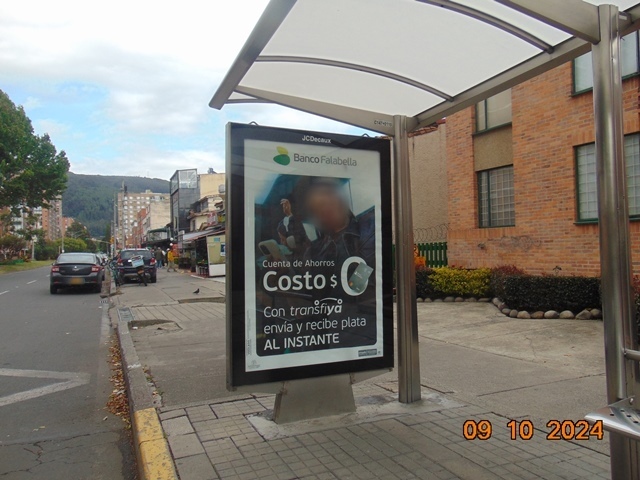 JCDecaux
Banco Falabella
Cuenta de Ahorros
Costo $0
Con transfiya
envía y recibe plata
AL INSTANTE
09 10 2024